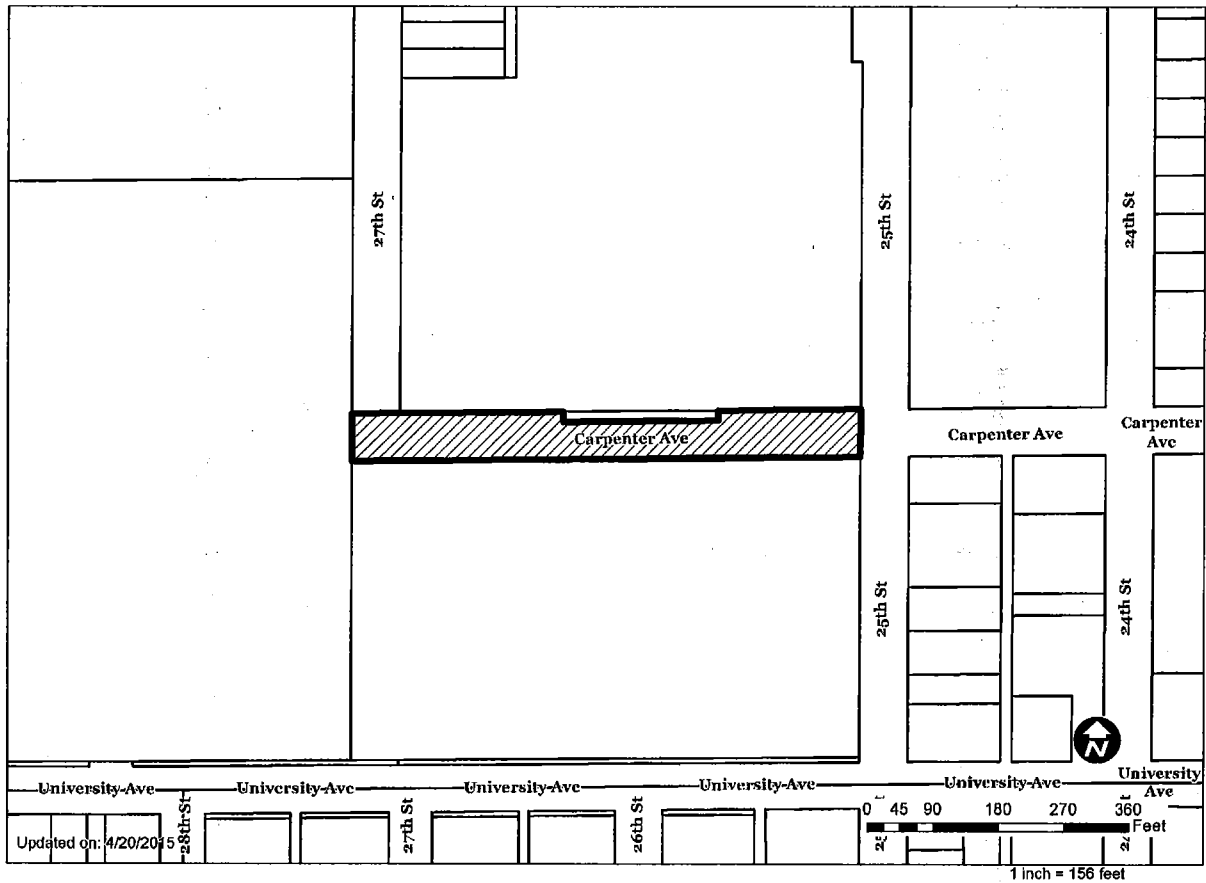 27th St
25th St
24th St
Carpenter Ave
Carpenter Ave
Carpenter
Ave
25th St
24th St
N
University Ave
University Ave
University Ave
University Ave
University Ave
University
Ave
28th St
27th St
26th St
0 45 90 180 270 360
Feet
Updated on: 4/20/2015
1 inch = 156 feet